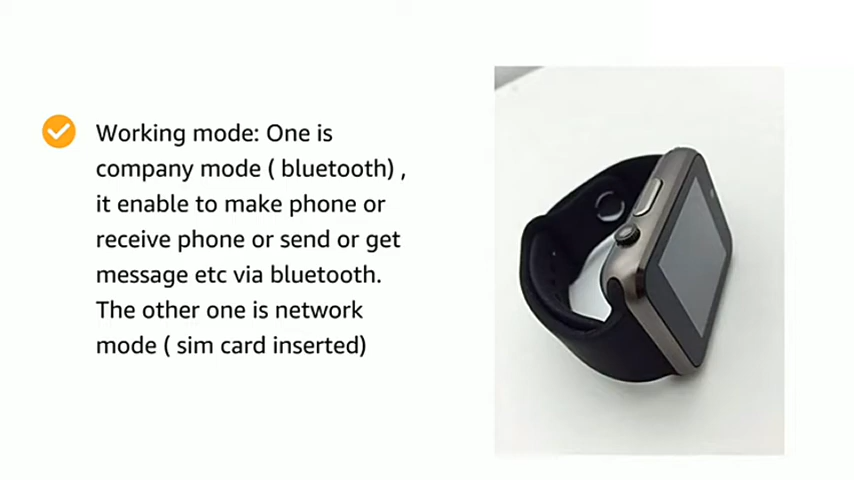 Working mode: One is
company mode ( bluetooth) ,
it enable to make phone or
receive phone or send or get
message etc via bluetooth.
The other one is network
mode ( sim card inserted)